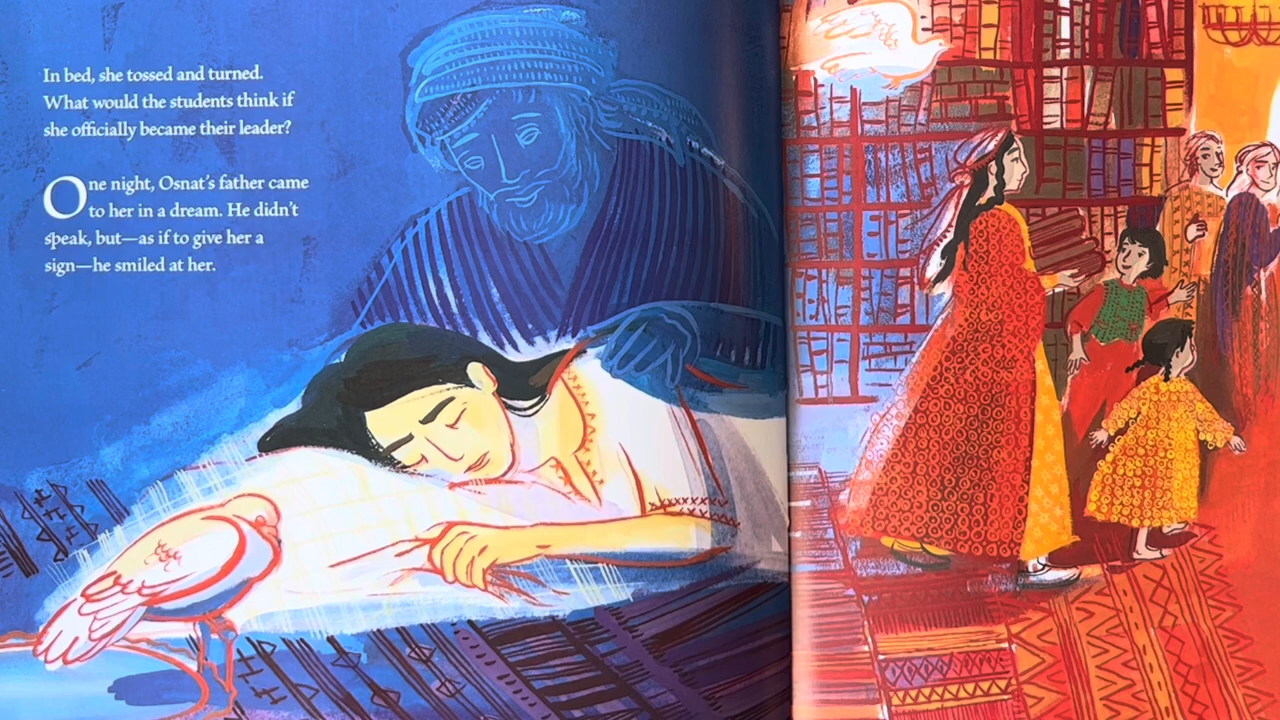 In bed, she tossed and turned.
What would the students think if
she officially became their leader?
One night, Osnat's father came
to her in a dream. He didn't
speak, but—as if to give her a
sign—he smiled at her.